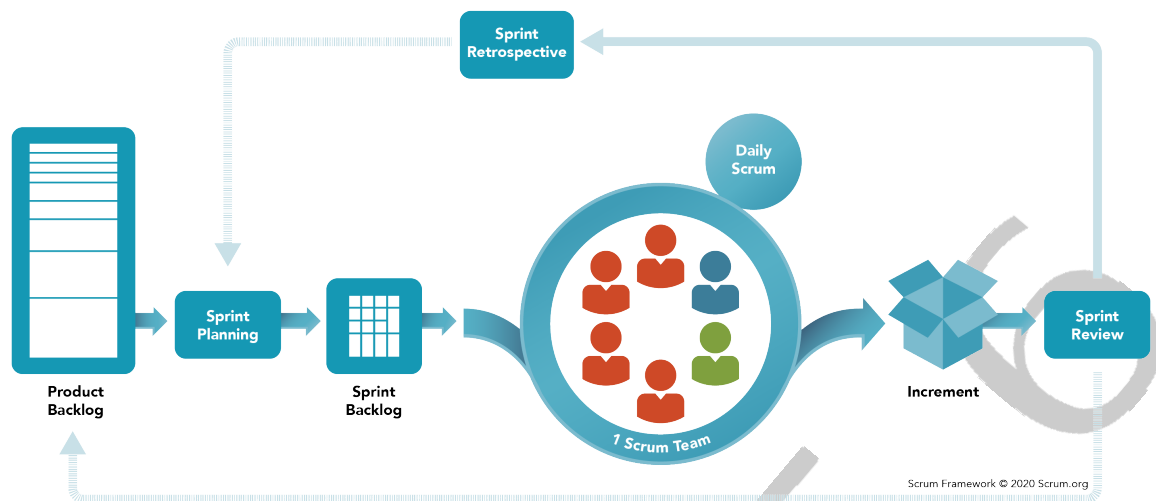 Sprint
Retrospective
Daily
Scrum
Sprint
Planning
Sprint
Review
Product
Backlog
Sprint
Backlog
Increment
1 Scrum Team
Scrum Framework © 2020 Scrum.org